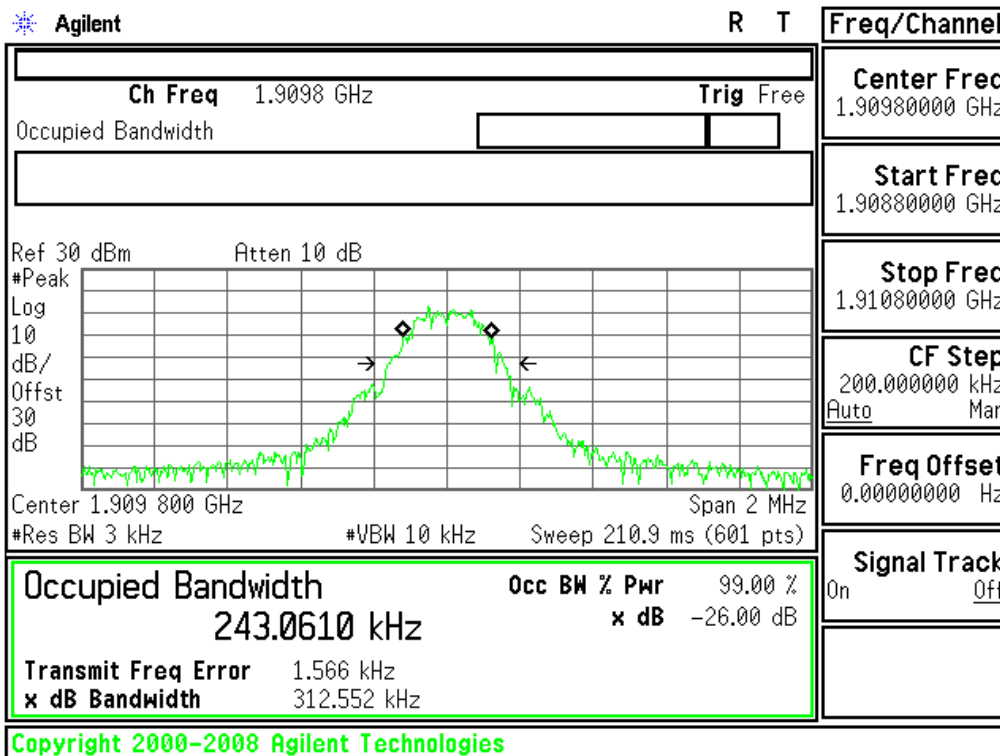 Agilent R T
Ch Freq 1.9098 GHz Trig Free
Occupied Bandwidth
Ref 30 dBm Atten 10 dB
#Peak
Log
10
dB/
Offst
30
dB
Center 1.909 800 GHz Span 2 MHz
#Res BW 3 kHz #VBW 10 kHz Sweep 210.9 ms (601 pts)
Occupied Bandwidth
243.0610 kHz
Occ BW % Pwr 99.00 %
x dB -26.00 dB
Transmit Freq Error 1.566 kHz
x dB Bandwidth 312.552 kHz
Copyright 2000-2008 Agilent Technologies
Freq/Channel
Center Freq
1.90980000 GHz
Start Freq
1.90880000 GHz
Stop Freq
1.91080000 GHz
CF Step
200.000000 kHz
Auto Man
Freq Offset
0.00000000 Hz
Signal Track
On Off